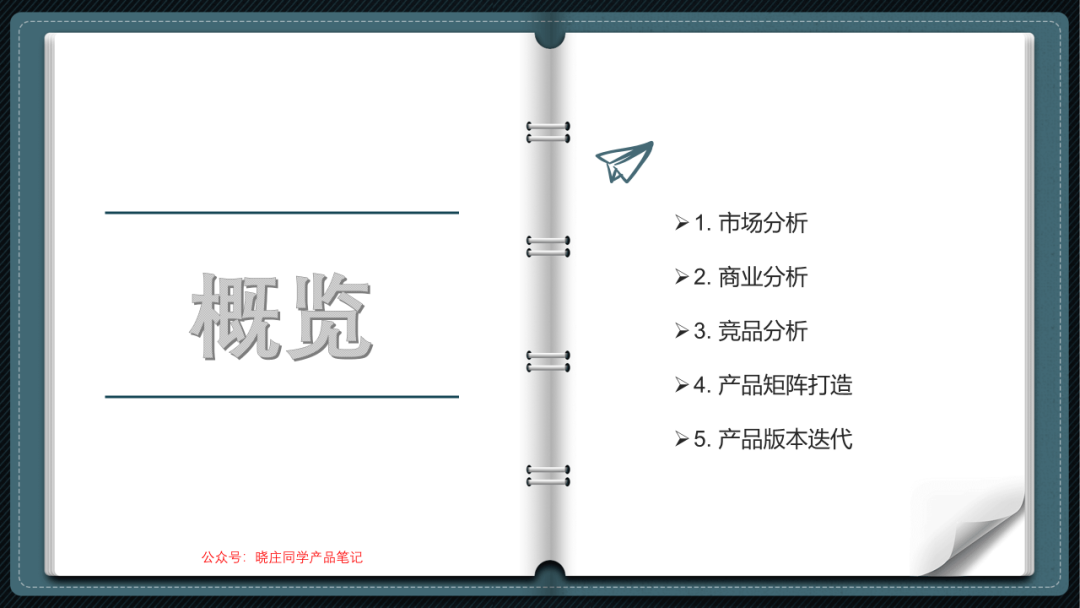 概览
公众号：晓庄同学产品笔记
1. 市场分析
2. 商业分析
3. 竞品分析
4. 产品矩阵打造
5. 产品版本迭代